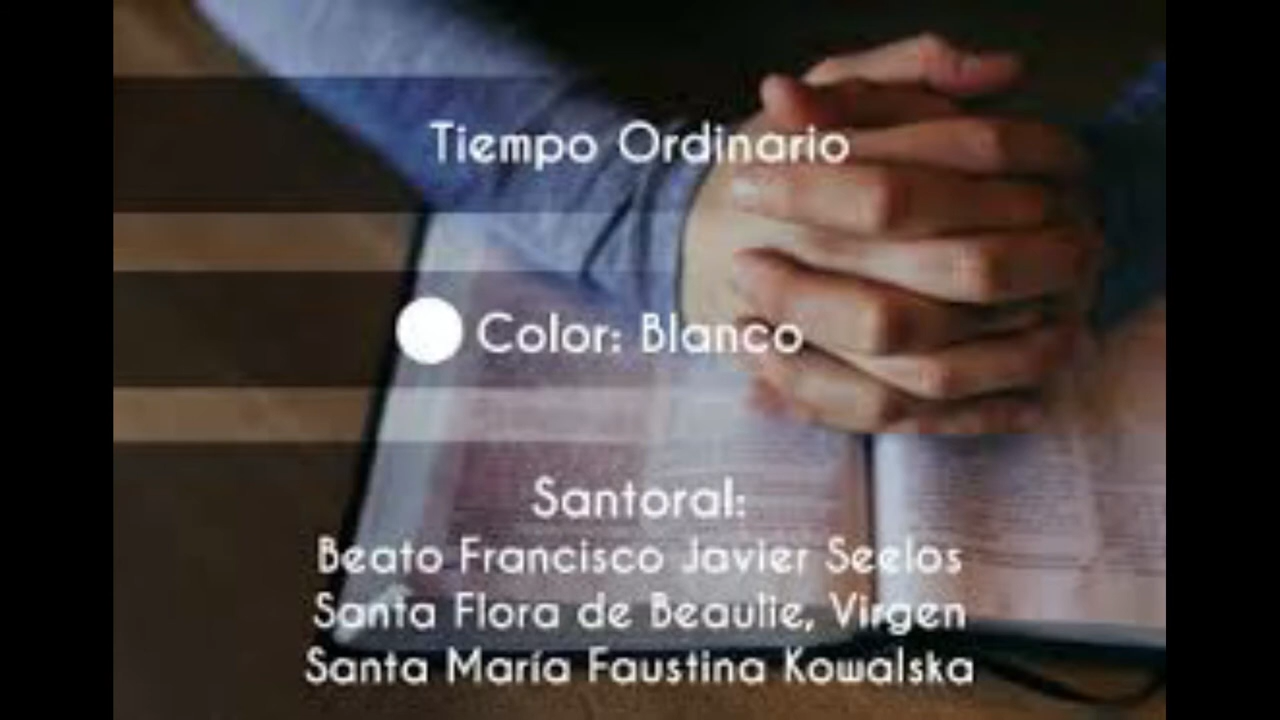 Tiempo Ordinario
Color: Blanco
Santoral:
Beato Francisco Javier Seelos
Santa Flora de Beaulie, Virgen
Santa María Faustina Kowalska